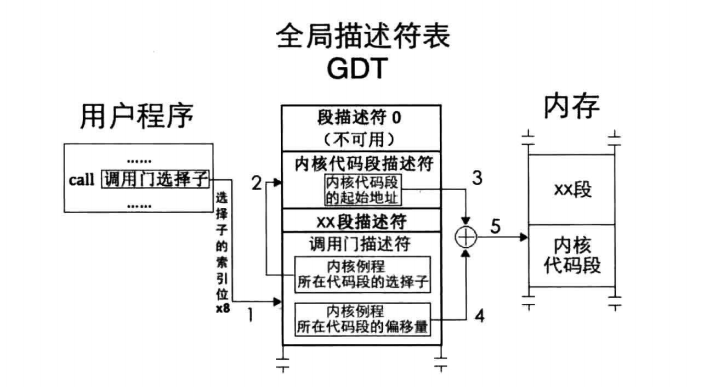 全局描述符表
GDT
用户程序
内存
......
call 调用门选择子
......
选择子的索引位x8
1
段描述符 0
（不可用）
内核代码段描述符
内核代码段
的起始地址
xx段描述符
调用门描述符
内核例程
所在代码段的选择子
内核例程
所在代码段的偏移量
2
3
4
5
xx段
内核
代码段